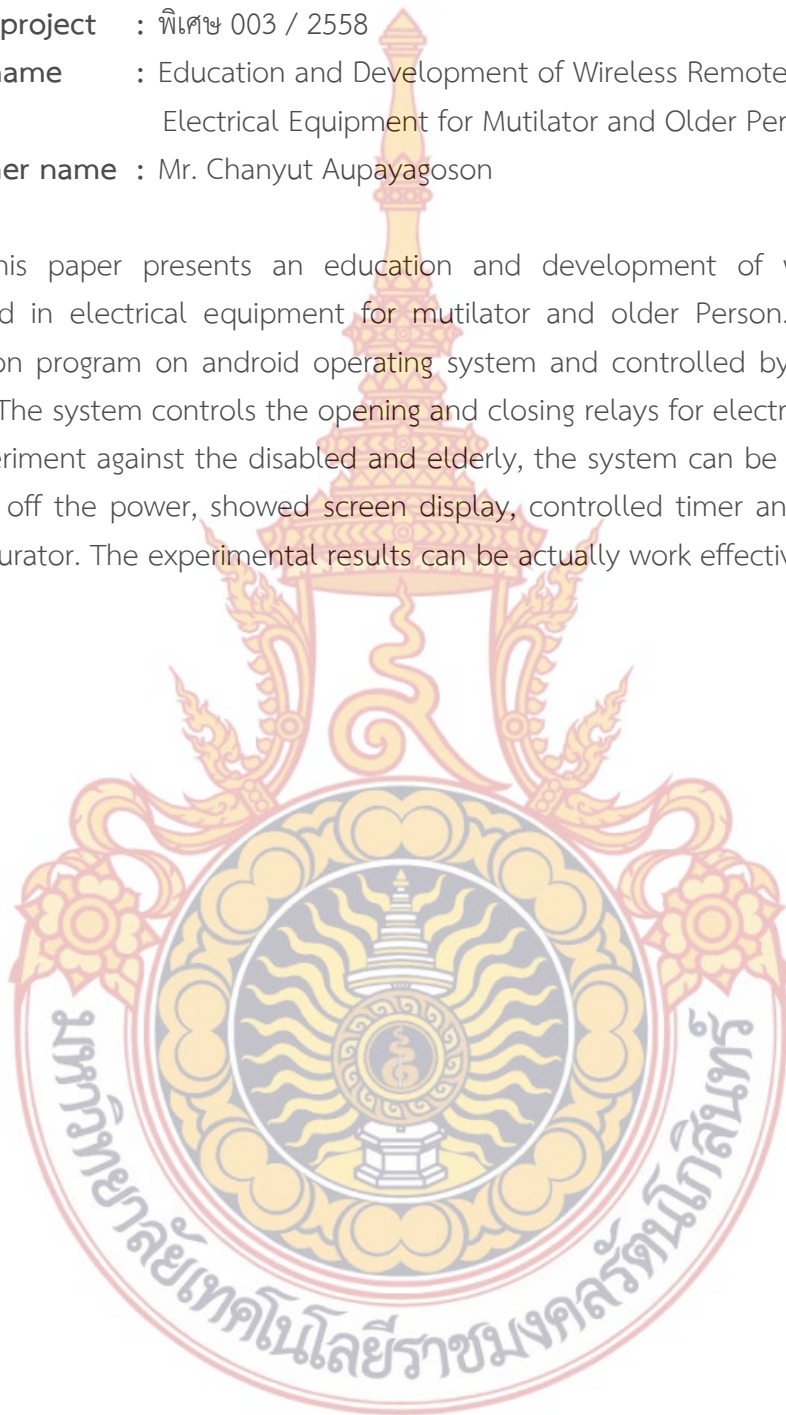 project : พิเศษ 003 / 2558
name : Education and Development of Wireless Remote
Electrical Equipment for Mutilator and Older Per
er name : Mr. Chanyut Aupayagoson
his paper presents an education and development of
d in electrical equipment for mutilator and older Person.
on program on android operating system and controlled by
The system controls the opening and closing relays for electr
eriment against the disabled and elderly, the system can be
off the power, showed screen display, controlled timer an
urator. The experimental results can be actually work effectiv
มหาวิทยาลัยเทคโนโลยีราชมงคลรัตนโกสินทร์